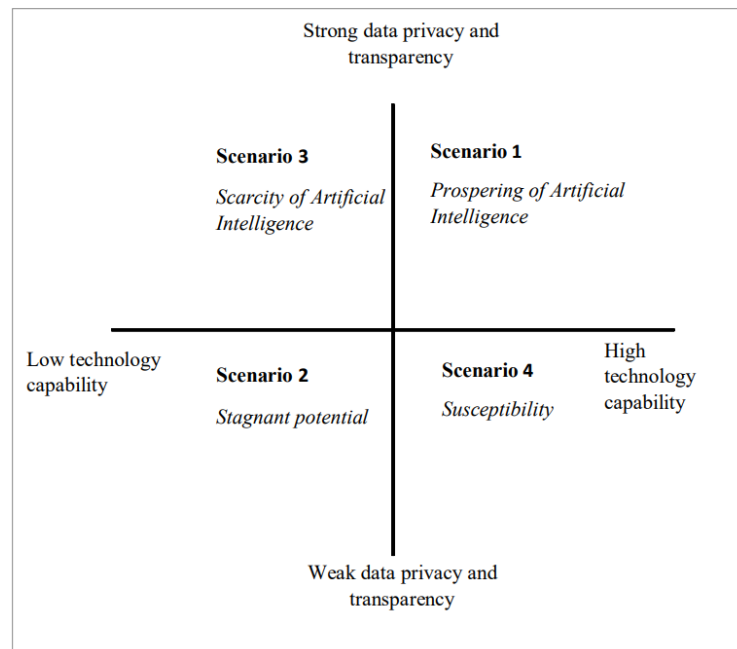 Strong data privacy and
transparency
Scenario 3
Scarcity of Artificial
Intelligence
Scenario 1
Prospering of Artificial
Intelligence
Low technology
capability
High
technology
capability
Scenario 2
Stagnant potential
Scenario 4
Susceptibility
Weak data privacy and
transparency